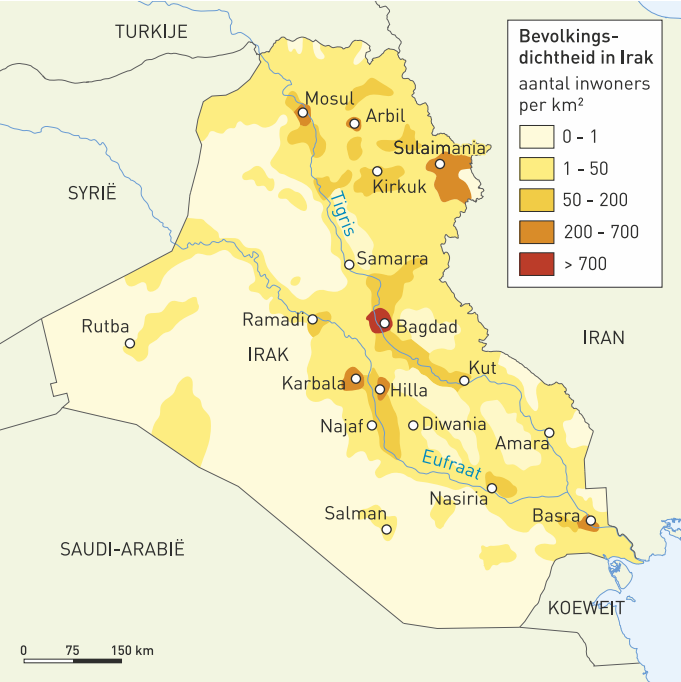 TURKIJE
Bevolkings-
dichtheid in Irak
aantal inwoners
per km²
0 - 1
1 - 50
50 - 200
200 - 700
> 700
Mosul
Arbil
Sulaimania
Kirkuk
SYRIË
Tigris
Samarra
Rutba
Ramadi
Bagdad
IRAN
IRAK
Karbala
Hilla
Kut
Najaf
Diwania
Amara
Eufraat
Nasiria
Salman
Basra
SAUDI-ARABIË
KOEWEIT
0 75 150 km